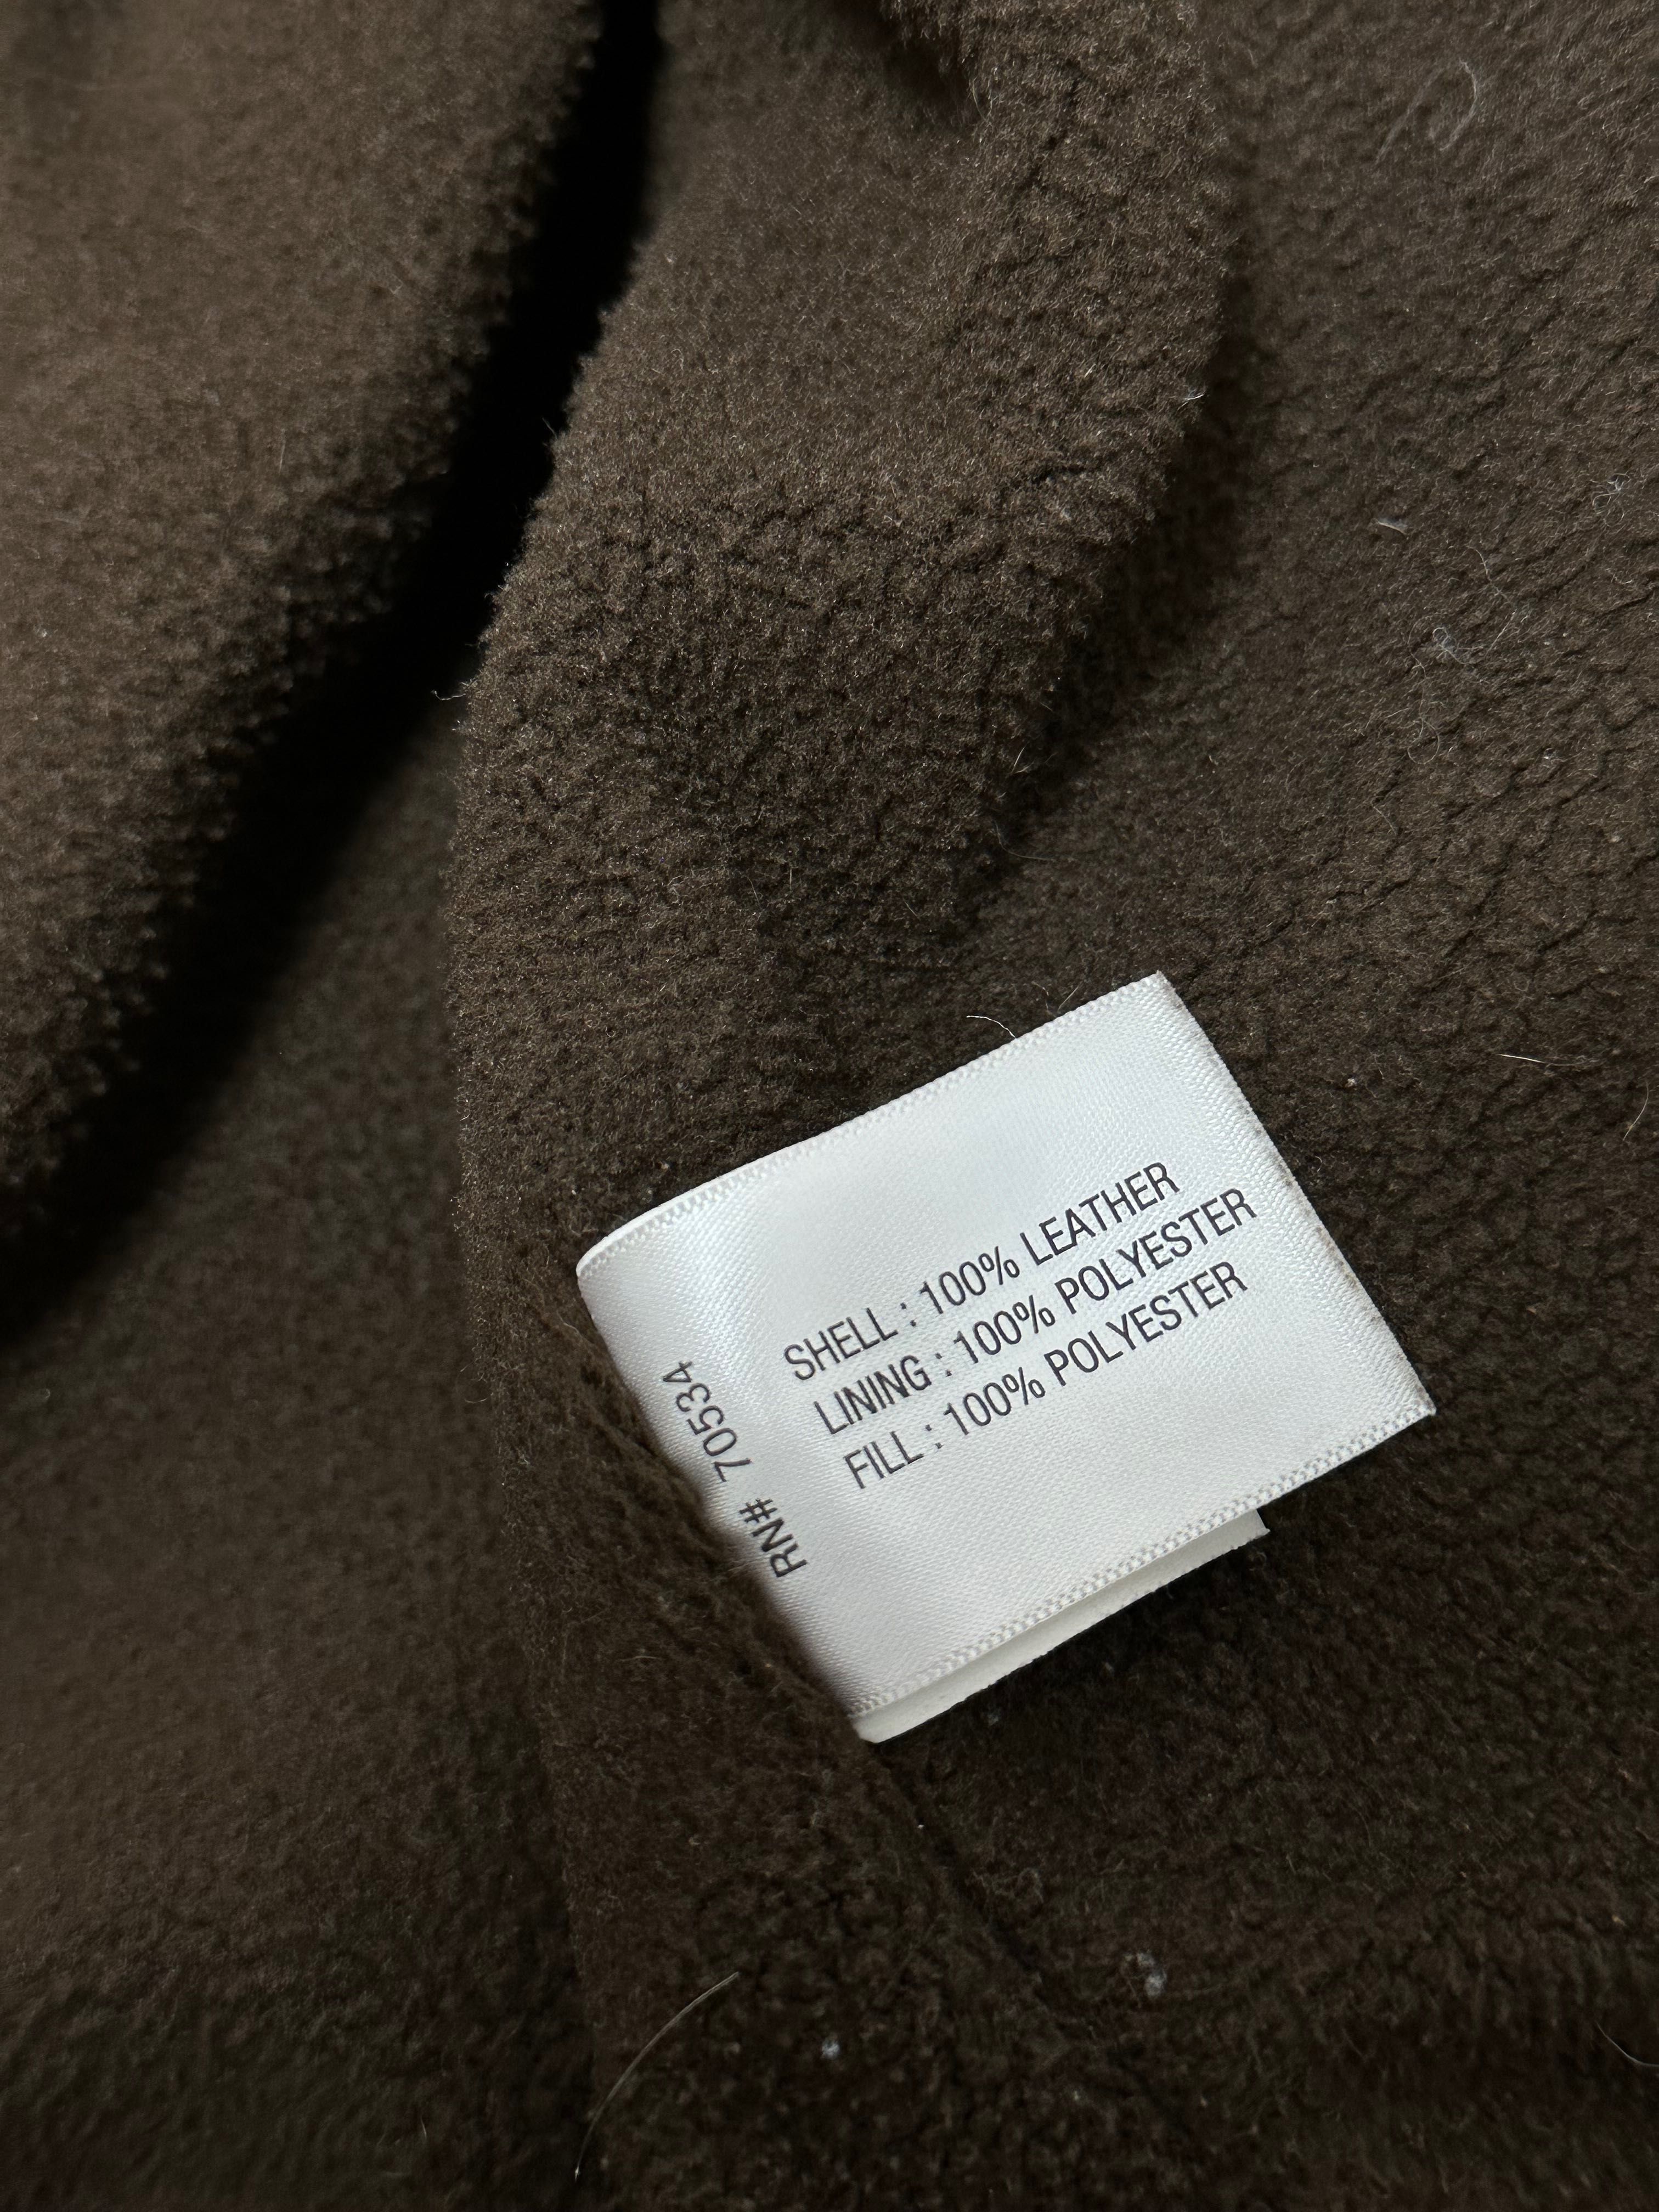 SHELL : 100% LEATHER
LINING : 100% POLYESTER
FILL : 100% POLYESTER
RN# 70534